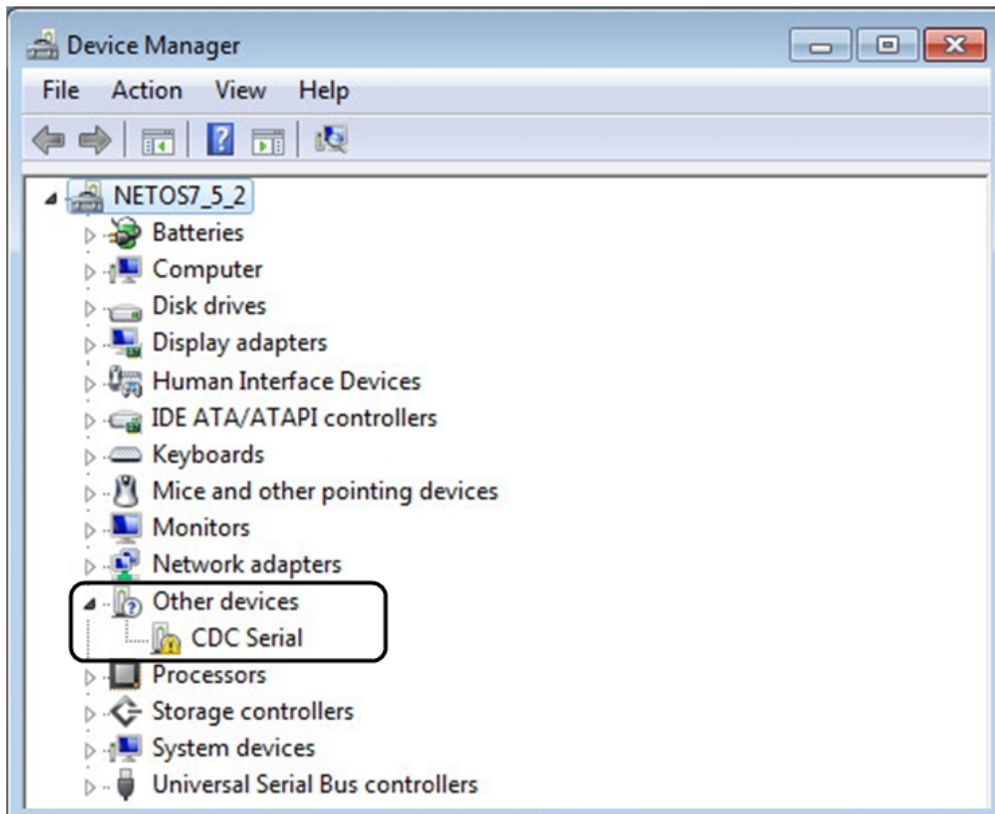 Device Manager
File Action View Help
NETOS7_5_2
Batteries
Computer
Disk drives
Display adapters
Human Interface Devices
IDE ATA/ATAPI controllers
Keyboards
Mice and other pointing devices
Monitors
Network adapters
Other devices
CDC Serial
Processors
Storage controllers
System devices
Universal Serial Bus controllers